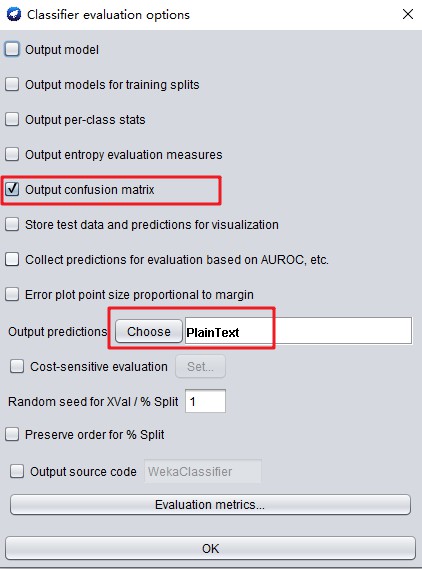 Classifier evaluation options
Output model
Output models for training splits
Output per-class stats
Output entropy evaluation measures
Output confusion matrix
Store test data and predictions for visualization
Collect predictions for evaluation based on AUROC, etc.
Error plot point size proportional to margin
Output predictions Choose PlainText
Cost-sensitive evaluation Set...
Random seed for XVal / % Split 1
Preserve order for % Split
Output source code WekaClassifier
Evaluation metrics...
OK